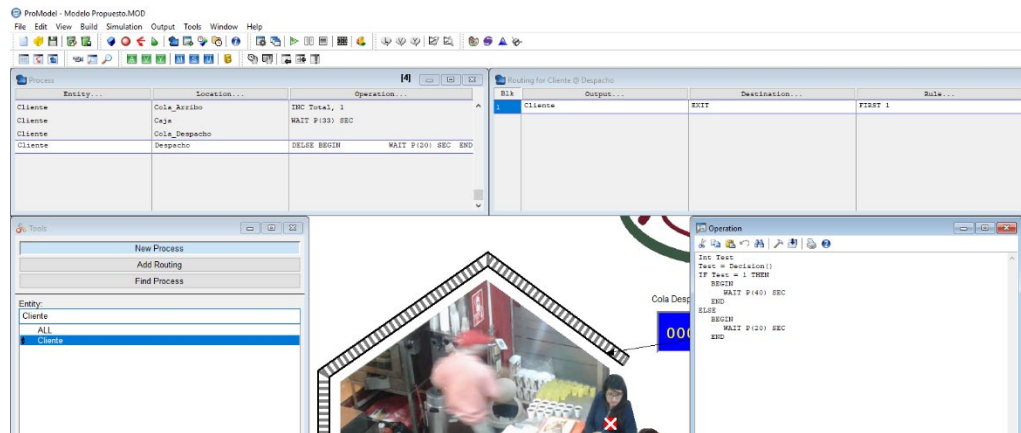 ProModel - Modelo Propuesto.MOD
File Edit View Build Simulation Output Tools Window Help
Process
[4]
Entity... Location... Operation...
Cliente Cola_Arribo INC Total, 1
Cliente Caja WAIT P(33) SEC
Cliente Cola_Despacho
Cliente Despacho DELSE BEGIN WAIT P(20) SEC END
Routing for Cliente @ Despacho
Blk Output... Destination... Rule...
1 Cliente EXIT FIRST 1
Tools
New Process
Add Routing
Find Process
Entity:
Cliente
ALL
Cliente
Cola Desp
000
Operation
Int Test
Test = Decision()
IF Test = 1 THEN
BEGIN
WAIT P(40) SEC
END
ELSE
BEGIN
WAIT P(20) SEC
END